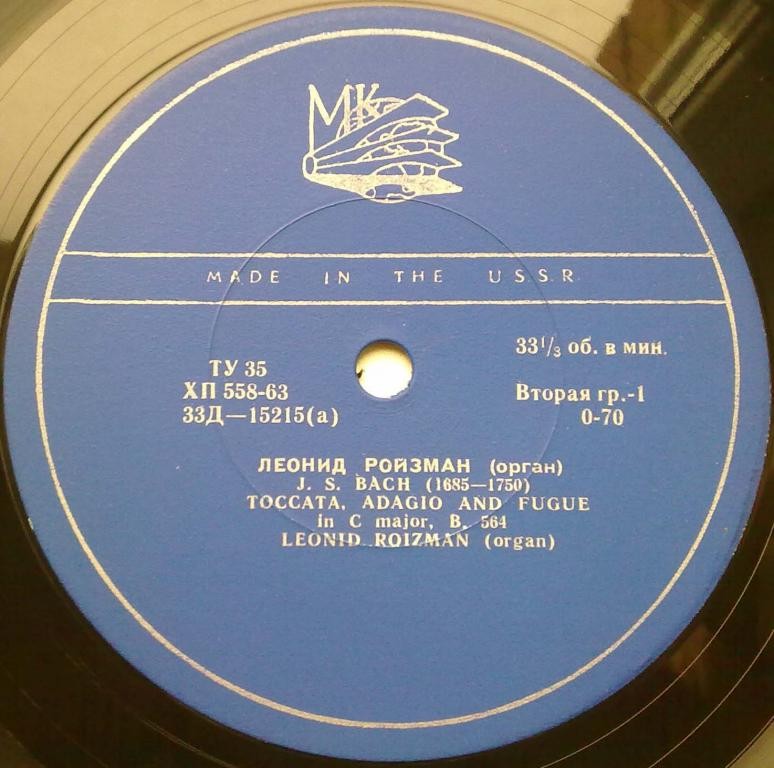 МК
MADE IN THE U.S.S.R.
ТУ 35
ХП 558-63
33Д—15215(а)
33⅓ об. в мин.
Вторая гр.-1
0-70
ЛЕОНИД РОЙЗМАН (орган)
J. S. BACH (1685—1750)
TOCCATA, ADAGIO AND FUGUE
in C major, B. 564
LEONID ROIZMAN (organ)